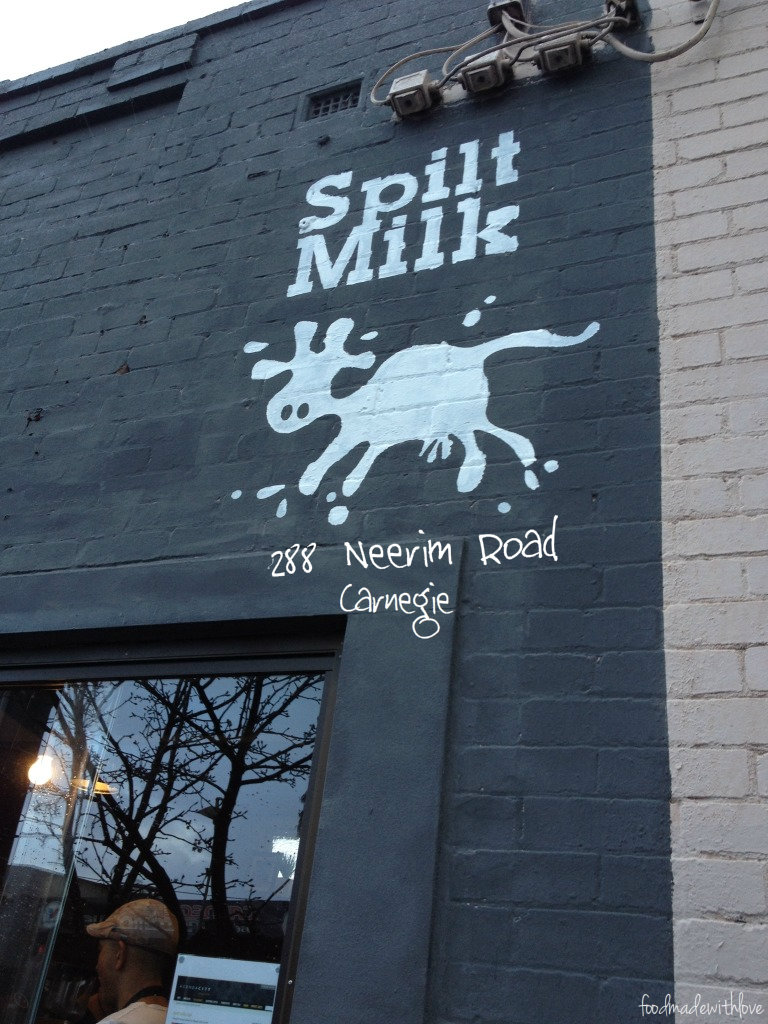 Spilt
Milk
288 Neerim Road
Carnegie
foodmadewithlove